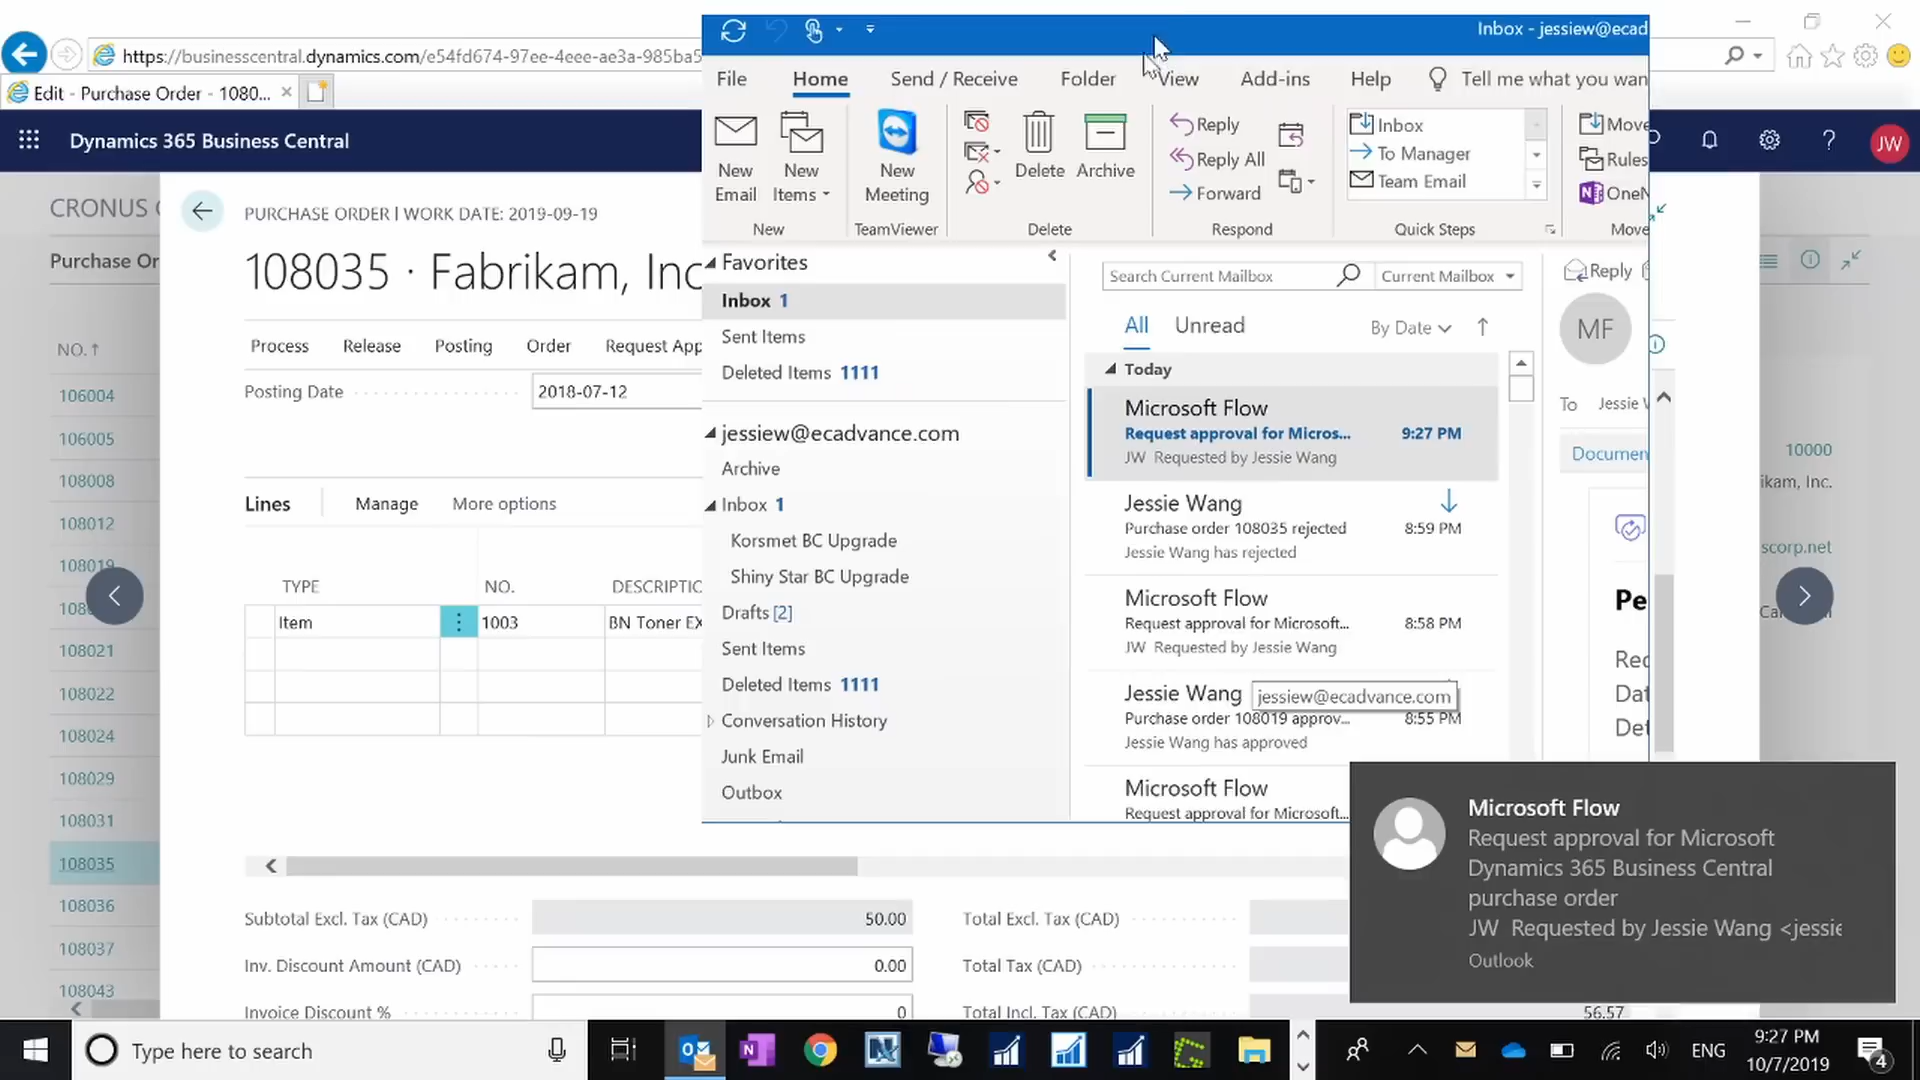 Inbox - jessiew@ecad
https://businesscentral.dynamics.com/e54fd674-97ee-4eee-ae3a-985ba5
File Home Send / Receive Folder View Add-ins Help Tell me what you wan
Edit - Purchase Order - 1080...
Dynamics 365 Business Central
JW
New Email
New Items
New
New Meeting
TeamViewer
Delete
Archive
Delete
Reply
Reply All
Forward
Respond
Inbox
To Manager
Team Email
Quick Steps
Move
Rules
OneN
Move
CRONUS
Purchase Or
NO.
106004
106005
108008
108012
108019
108021
108022
108024
108029
108031
108035
108036
108037
108043
PURCHASE ORDER | WORK DATE: 2019-09-19
108035 · Fabrikam, Inc
Process Release Posting Order Request App
Posting Date 2018-07-12
Lines Manage More options
TYPE NO. DESCRIPTIO
Item 1003 BN Toner EX
Subtotal Excl. Tax (CAD) 50.00
Total Excl. Tax (CAD)
Inv. Discount Amount (CAD) 0.00
Total Tax (CAD)
Invoice Discount % 0
Total Incl. Tax (CAD) 56.57
Favorites
Inbox 1
Sent Items
Deleted Items 1111
jessiew@ecadvance.com
Archive
Inbox 1
Korsmet BC Upgrade
Shiny Star BC Upgrade
Drafts [2]
Sent Items
Deleted Items 1111
Conversation History
Junk Email
Outbox
Search Current Mailbox
Current Mailbox
All Unread By Date
Today
Microsoft Flow
Request approval for Micros... 9:27 PM
JW Requested by Jessie Wang
Jessie Wang
Purchase order 108035 rejected 8:59 PM
Jessie Wang has rejected
Microsoft Flow
Request approval for Microsoft... 8:58 PM
JW Requested by Jessie Wang
Jessie Wang
jessiew@ecadvance.com
Purchase order 108019 approv... 8:55 PM
Jessie Wang has approved
Microsoft Flow
Request approval for Microsoft...
Reply
MF
To Jessie
Documen
Pe
Rec
Dat
Det
10000
ikam, Inc.
scorp.net
Ca
Microsoft Flow
Request approval for Microsoft
Dynamics 365 Business Central
purchase order
JW Requested by Jessie Wang <jessie
Outlook
Type here to search
ENG
9:27 PM
10/7/2019
4